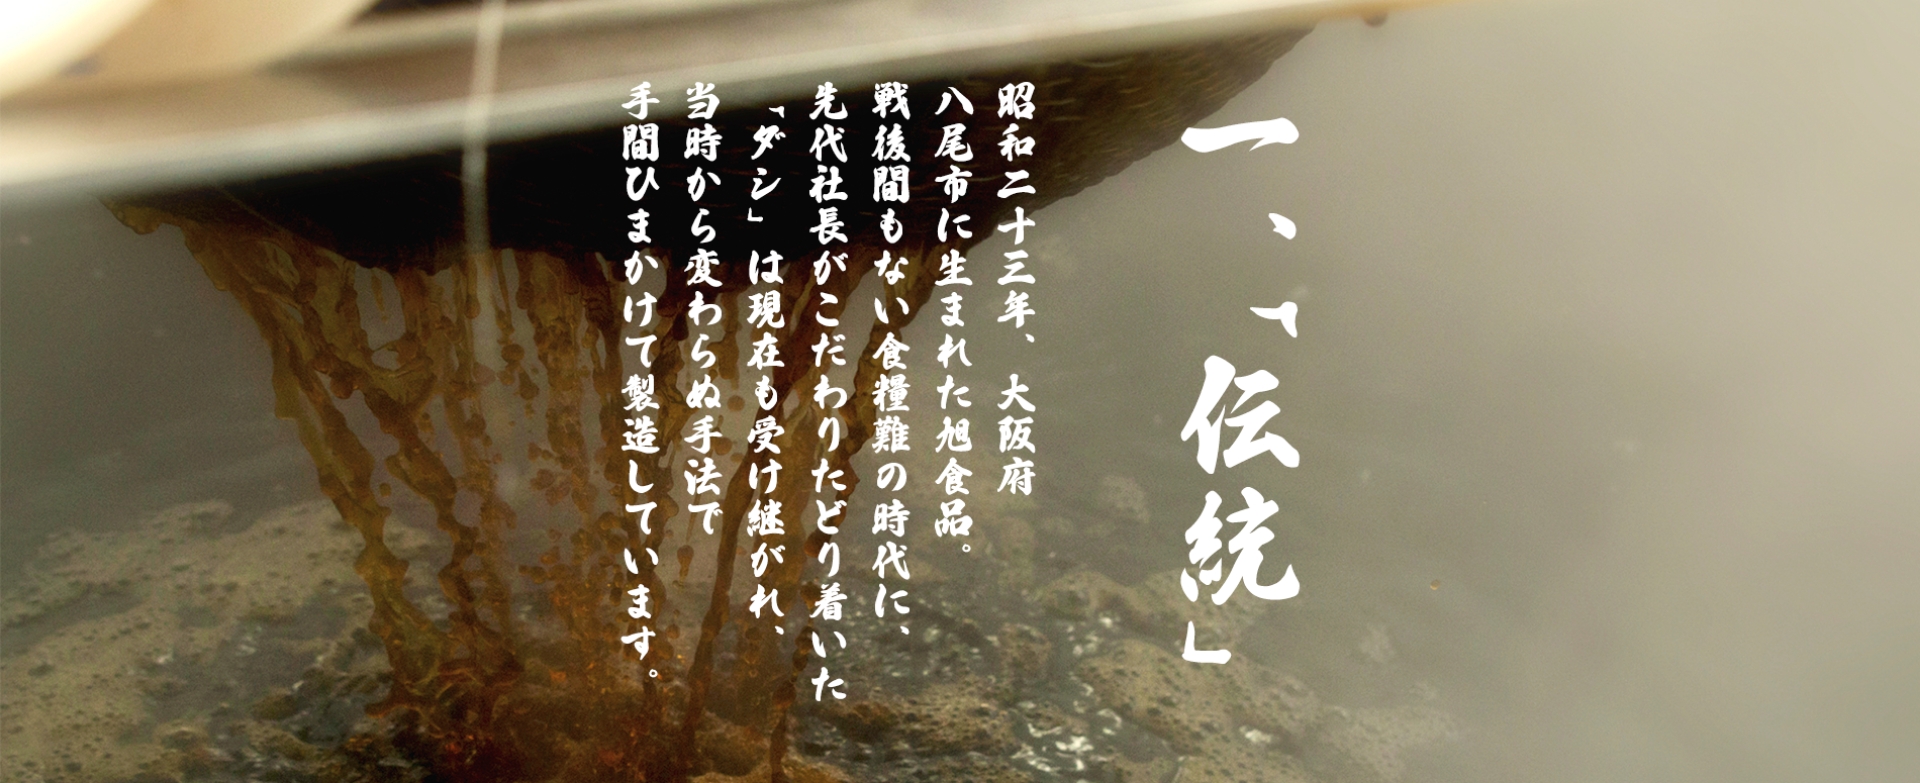 一、「伝統」
昭和二十三年、大阪府
八尾市に生まれた旭食品。
戦後間もない食糧難の時代に、
先代社長がこだわりたどり着いた
「ダシ」は現在も受け継がれ、
当時から変わらぬ手法で
手間ひまかけて製造しています。